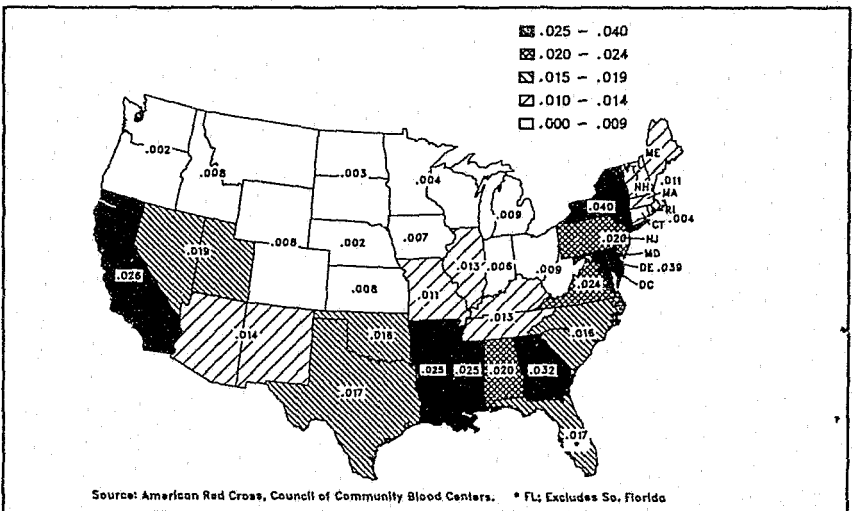 .025 - .040
.020 - .024
.015 - .019
.010 - .014
.000 - .009
ME
.002
.008
.003
.004
VT
NH .011
MA
.009
.040
RI .004
CT
.008
.002
.007
.020
NJ
.019
.013
.006
.009
MD
DE .039
.026
.008
.011
.024
DC
.013
.014
.018
.016
.025
.025
.020
.032
.017
.017
*
Source: American Red Cross, Council of Community Blood Centers. * FL; Excludes So. Florida